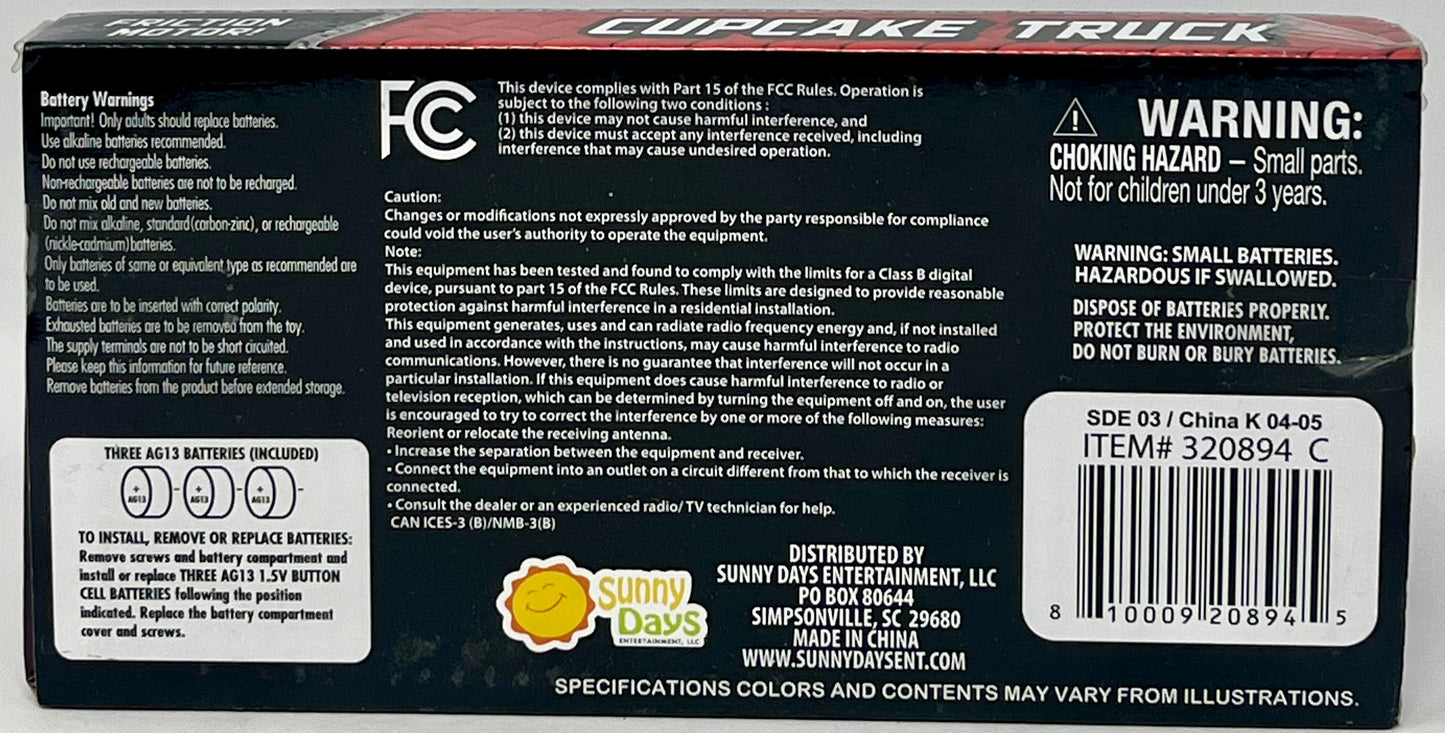 FRICTION
MOTOR!
CUPCAKE TRUCK
Battery Warnings
Important! Only adults should replace batteries.
Use alkaline batteries recommended.
Do not use rechargeable batteries.
Non-rechargeable batteries are not to be recharged.
Do not mix old and new batteries.
Do not mix alkaline, standard(carbon-zinc), or rechargeable
(nickle-cadmium)batteries.
Only batteries of same or equivalent type as recommended are
to be used.
Batteries are to be inserted with correct polarity.
Exhausted batteries are to be removed from the toy.
The supply terminals are not to be short circuited.
Please keep this information for future reference.
Remove batteries from the product before extended storage.
THREE AG13 BATTERIES (INCLUDED)
+ - + - + -
AG13 AG13 AG13
TO INSTALL, REMOVE OR REPLACE BATTERIES:
Remove screws and battery compartment and
install or replace THREE AG13 1.5V BUTTON
CELL BATTERIES following the position
indicated. Replace the battery compartment
cover and screws.
FCC
This device complies with Part 15 of the FCC Rules. Operation is
subject to the following two conditions :
(1) this device may not cause harmful interference, and
(2) this device must accept any interference received, including
interference that may cause undesired operation.
Caution:
Changes or modifications not expressly approved by the party responsible for compliance
could void the user's authority to operate the equipment.
Note:
This equipment has been tested and found to comply with the limits for a Class B digital
device, pursuant to part 15 of the FCC Rules. These limits are designed to provide reasonable
protection against harmful interference in a residential installation.
This equipment generates, uses and can radiate radio frequency energy and, if not installed
and used in accordance with the instructions, may cause harmful interference to radio
communications. However, there is no guarantee that interference will not occur in a
particular installation. If this equipment does cause harmful interference to radio or
television reception, which can be determined by turning the equipment off and on, the user
is encouraged to try to correct the interference by one or more of the following measures:
Reorient or relocate the receiving antenna.
• Increase the separation between the equipment and receiver.
• Connect the equipment into an outlet on a circuit different from that to which the receiver is
connected.
• Consult the dealer or an experienced radio/ TV technician for help.
CAN ICES-3 (B)/NMB-3(B)
Sunny
Days
ENTERTAINMENT, LLC
DISTRIBUTED BY
SUNNY DAYS ENTERTAINMENT, LLC
PO BOX 80644
SIMPSONVILLE, SC 29680
MADE IN CHINA
WWW.SUNNYDAYSENT.COM
! WARNING:
CHOKING HAZARD – Small parts.
Not for children under 3 years.
WARNING: SMALL BATTERIES.
HAZARDOUS IF SWALLOWED.
DISPOSE OF BATTERIES PROPERLY.
PROTECT THE ENVIRONMENT,
DO NOT BURN OR BURY BATTERIES.
SDE 03 / China K 04-05
ITEM# 320894 C
8 10009 20894 5
SPECIFICATIONS COLORS AND CONTENTS MAY VARY FROM ILLUSTRATIONS.